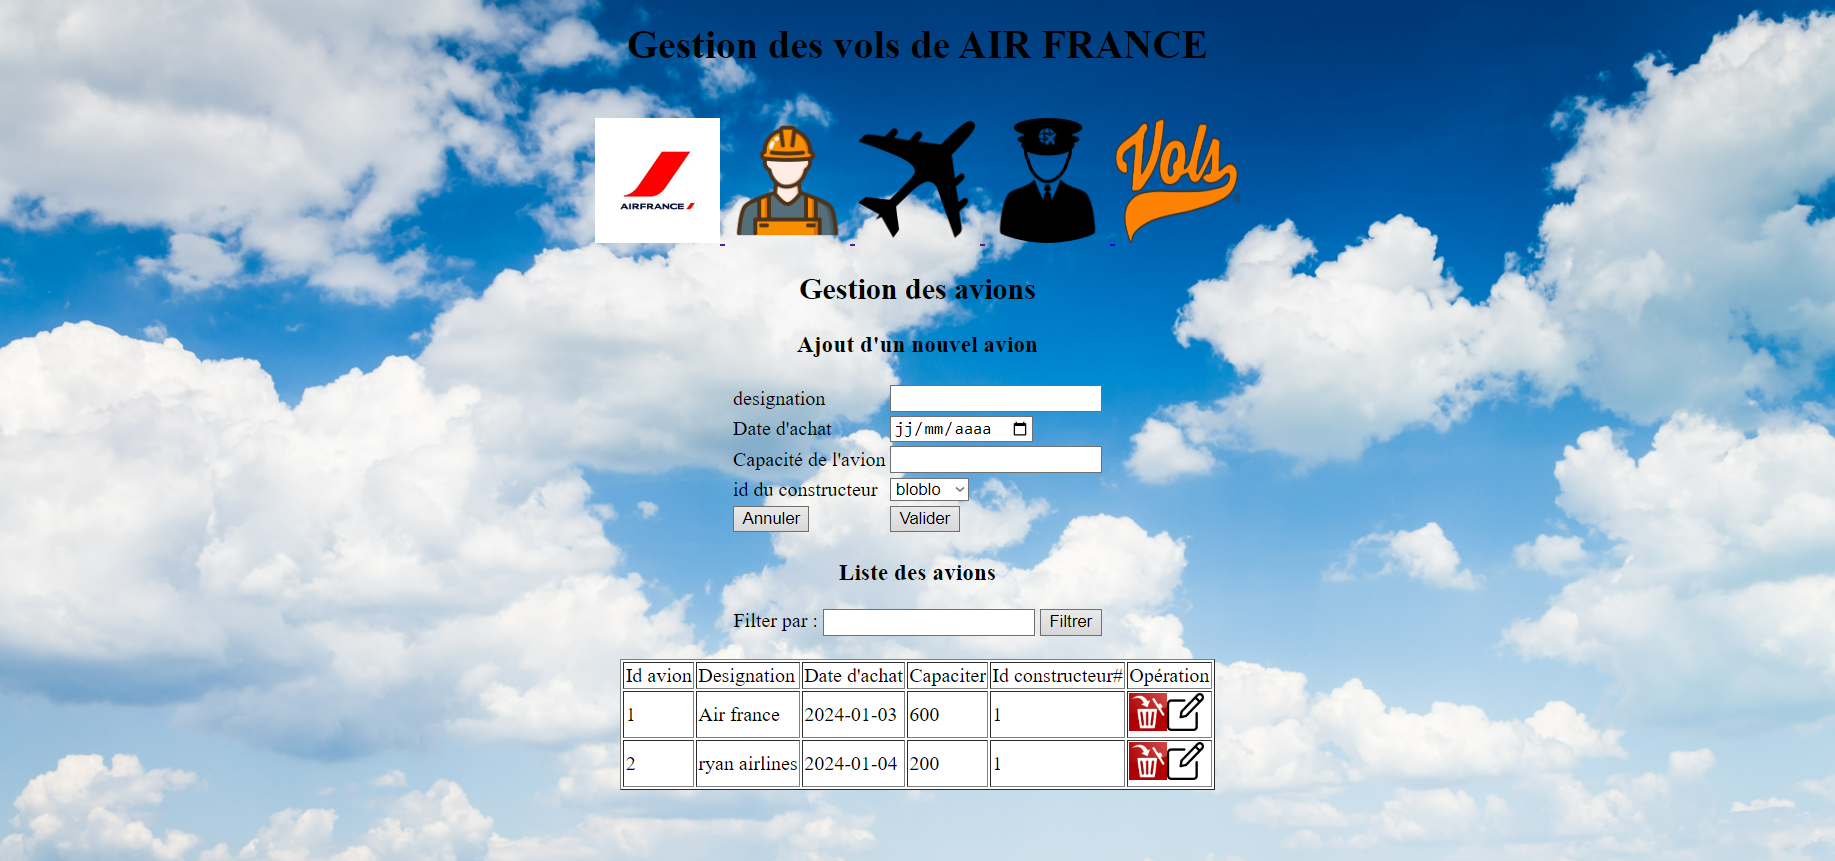 Gestion des vols de AIR FRANCE
AIRFRANCE
Vols
Gestion des avions
Ajout d'un nouvel avion
designation
Date d'achat jj/mm/aaaa
Capacité de l'avion
id du constructeur bloblo
Annuler Valider
Liste des avions
Filter par : Filtrer
Id avion Designation Date d'achat Capaciter Id constructeur# Opération
1 Air france 2024-01-03 600 1
2 ryan airlines 2024-01-04 200 1